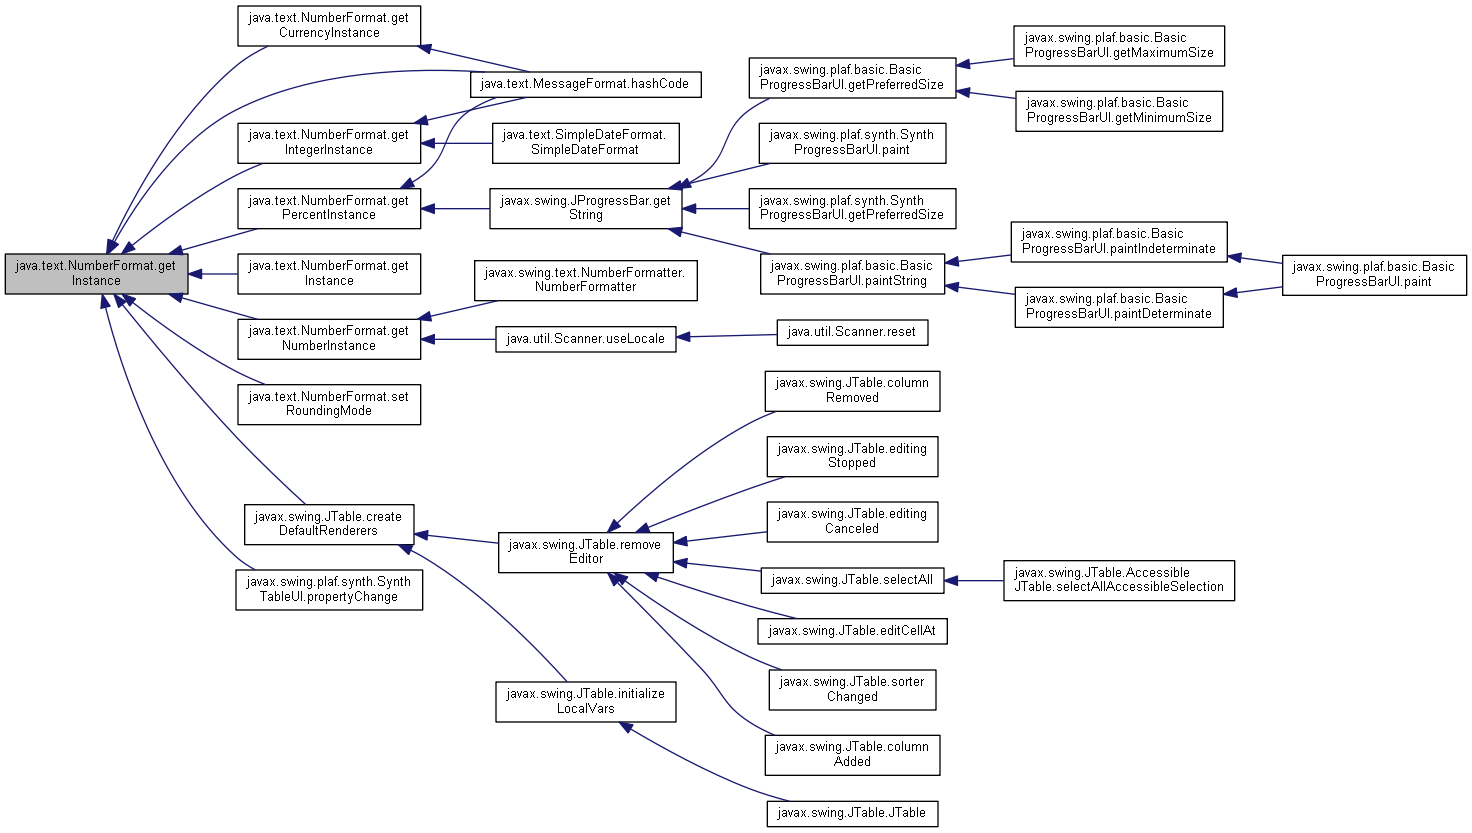 java.text.NumberFormat.get
Instance
java.text.NumberFormat.get
CurrencyInstance
java.text.MessageFormat.hashCode
java.text.NumberFormat.get
IntegerInstance
java.text.SimpleDateFormat.
SimpleDateFormat
java.text.NumberFormat.get
PercentInstance
javax.swing.JProgressBar.get
String
javax.swing.plaf.basic.Basic
ProgressBarUI.getPreferredSize
javax.swing.plaf.basic.Basic
ProgressBarUI.getMaximumSize
javax.swing.plaf.basic.Basic
ProgressBarUI.getMinimumSize
javax.swing.plaf.synth.Synth
ProgressBarUI.paint
javax.swing.plaf.synth.Synth
ProgressBarUI.getPreferredSize
javax.swing.plaf.basic.Basic
ProgressBarUI.paintString
javax.swing.plaf.basic.Basic
ProgressBarUI.paintIndeterminate
javax.swing.plaf.basic.Basic
ProgressBarUI.paint
javax.swing.plaf.basic.Basic
ProgressBarUI.paintDeterminate
java.text.NumberFormat.get
Instance
java.text.NumberFormat.get
NumberInstance
javax.swing.text.NumberFormatter.
NumberFormatter
java.util.Scanner.useLocale
java.util.Scanner.reset
java.text.NumberFormat.set
RoundingMode
javax.swing.JTable.create
DefaultRenderers
javax.swing.JTable.remove
Editor
javax.swing.JTable.column
Removed
javax.swing.JTable.editing
Stopped
javax.swing.JTable.editing
Canceled
javax.swing.JTable.selectAll
javax.swing.JTable.Accessible
JTable.selectAllAccessibleSelection
javax.swing.JTable.editCellAt
javax.swing.JTable.sorter
Changed
javax.swing.JTable.column
Added
javax.swing.JTable.initialize
LocalVars
javax.swing.JTable.JTable
javax.swing.plaf.synth.Synth
TableUI.propertyChange